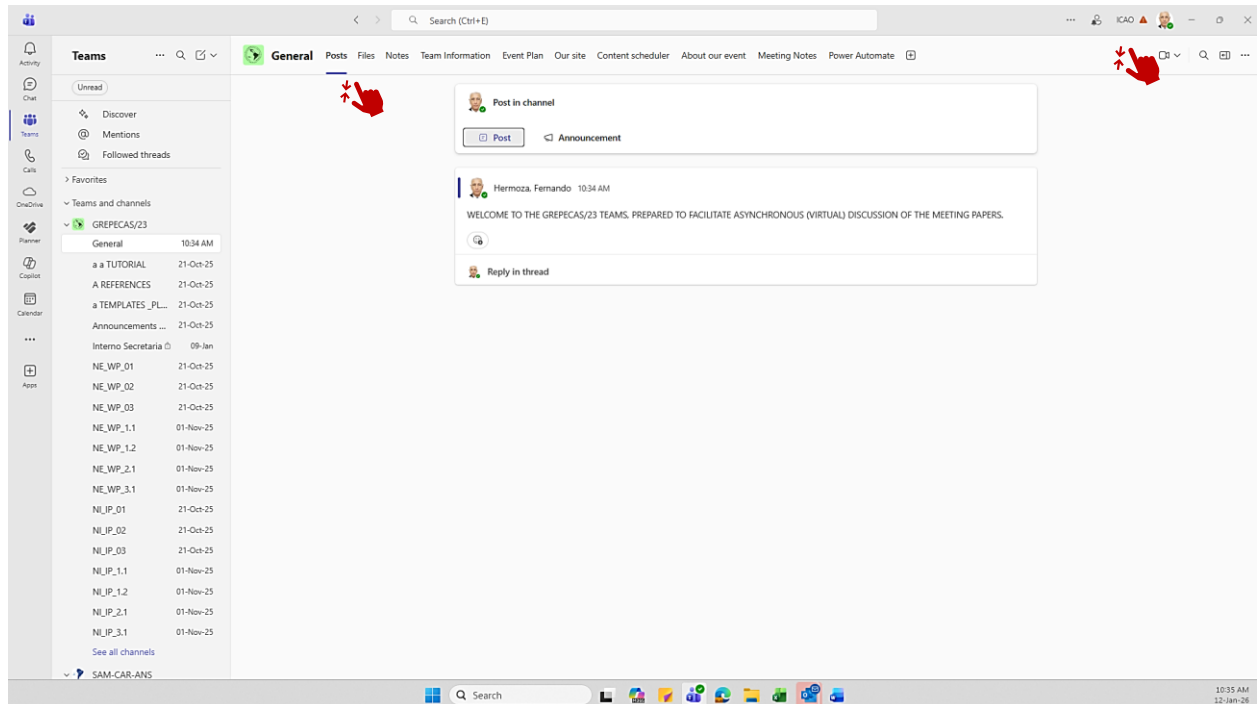 Search (Ctrl+E)
ICAO
Activity
Chat
Teams
Calls
OneDrive
Planner
Copilot
Calendar
Apps
Teams
Unread
Discover
Mentions
Followed threads
Favorites
Teams and channels
GREPECAS/23
General 10:34 AM
a a TUTORIAL 21-Oct-25
A REFERENCES 21-Oct-25
a TEMPLATES _PL... 21-Oct-25
Announcements ... 21-Oct-25
Interno Secretaria 09-Jan
NE_WP_01 21-Oct-25
NE_WP_02 21-Oct-25
NE_WP_03 21-Oct-25
NE_WP_1.1 01-Nov-25
NE_WP_1.2 01-Nov-25
NE_WP_2.1 01-Nov-25
NE_WP_3.1 01-Nov-25
NI_IP_01 21-Oct-25
NI_IP_02 21-Oct-25
NI_IP_03 21-Oct-25
NI_IP_1.1 01-Nov-25
NI_IP_1.2 01-Nov-25
NI_IP_2.1 01-Nov-25
NI_IP_3.1 01-Nov-25
See all channels
SAM-CAR-ANS
General Posts Files Notes Team Information Event Plan Our site Content scheduler About our event Meeting Notes Power Automate
Post in channel
Post Announcement
Hermoza, Fernando 10:34 AM
WELCOME TO THE GREPECAS/23 TEAMS, PREPARED TO FACILITATE ASYNCHRONOUS (VIRTUAL) DISCUSSION OF THE MEETING PAPERS.
Reply in thread
Search
10:35 AM
12-Jan-26